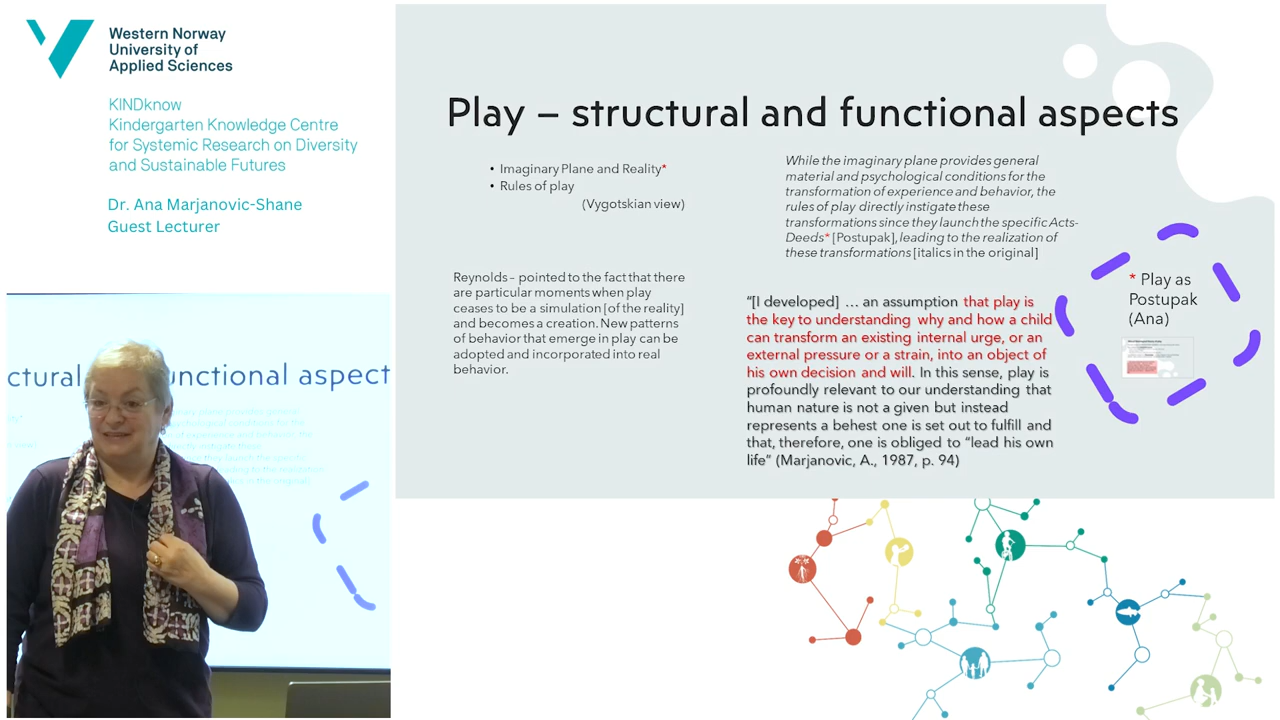 Western Norway
University of
Applied Sciences
KINDknow
Kindergarten Knowledge Centre
for Systemic Research on Diversity
and Sustainable Futures
Dr. Ana Marjanovic-Shane
Guest Lecturer
Play – structural and functional aspects
• Imaginary Plane and Reality*
• Rules of play
(Vygotskian view)
Reynolds – pointed to the fact that there
are particular moments when play
ceases to be a simulation [of the reality]
and becomes a creation. New patterns
of behavior that emerge in play can be
adopted and incorporated into real
behavior.
While the imaginary plane provides general
material and psychological conditions for the
transformation of experience and behavior, the
rules of play directly instigate these
transformations since they launch the specific Acts-
Deeds* [Postupak], leading to the realization of
these transformations [italics in the original]
“[I developed] … an assumption that play is
the key to understanding why and how a child
can transform an existing internal urge, or an
external pressure or a strain, into an object of
his own decision and will. In this sense, play is
profoundly relevant to our understanding that
human nature is not a given but instead
represents a behest one is set out to fulfill and
that, therefore, one is obliged to “lead his own
life” (Marjanovic, A., 1987, p. 94)
* Play as
Postupak
(Ana)
ctural unctional aspect